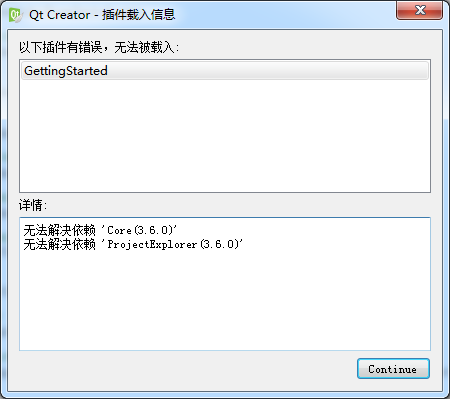 Qt Creator - 插件载入信息
以下插件有错误，无法被载入：
GettingStarted
详情：
无法解决依赖 'Core(3.6.0)'
无法解决依赖 'ProjectExplorer(3.6.0)'
Continue